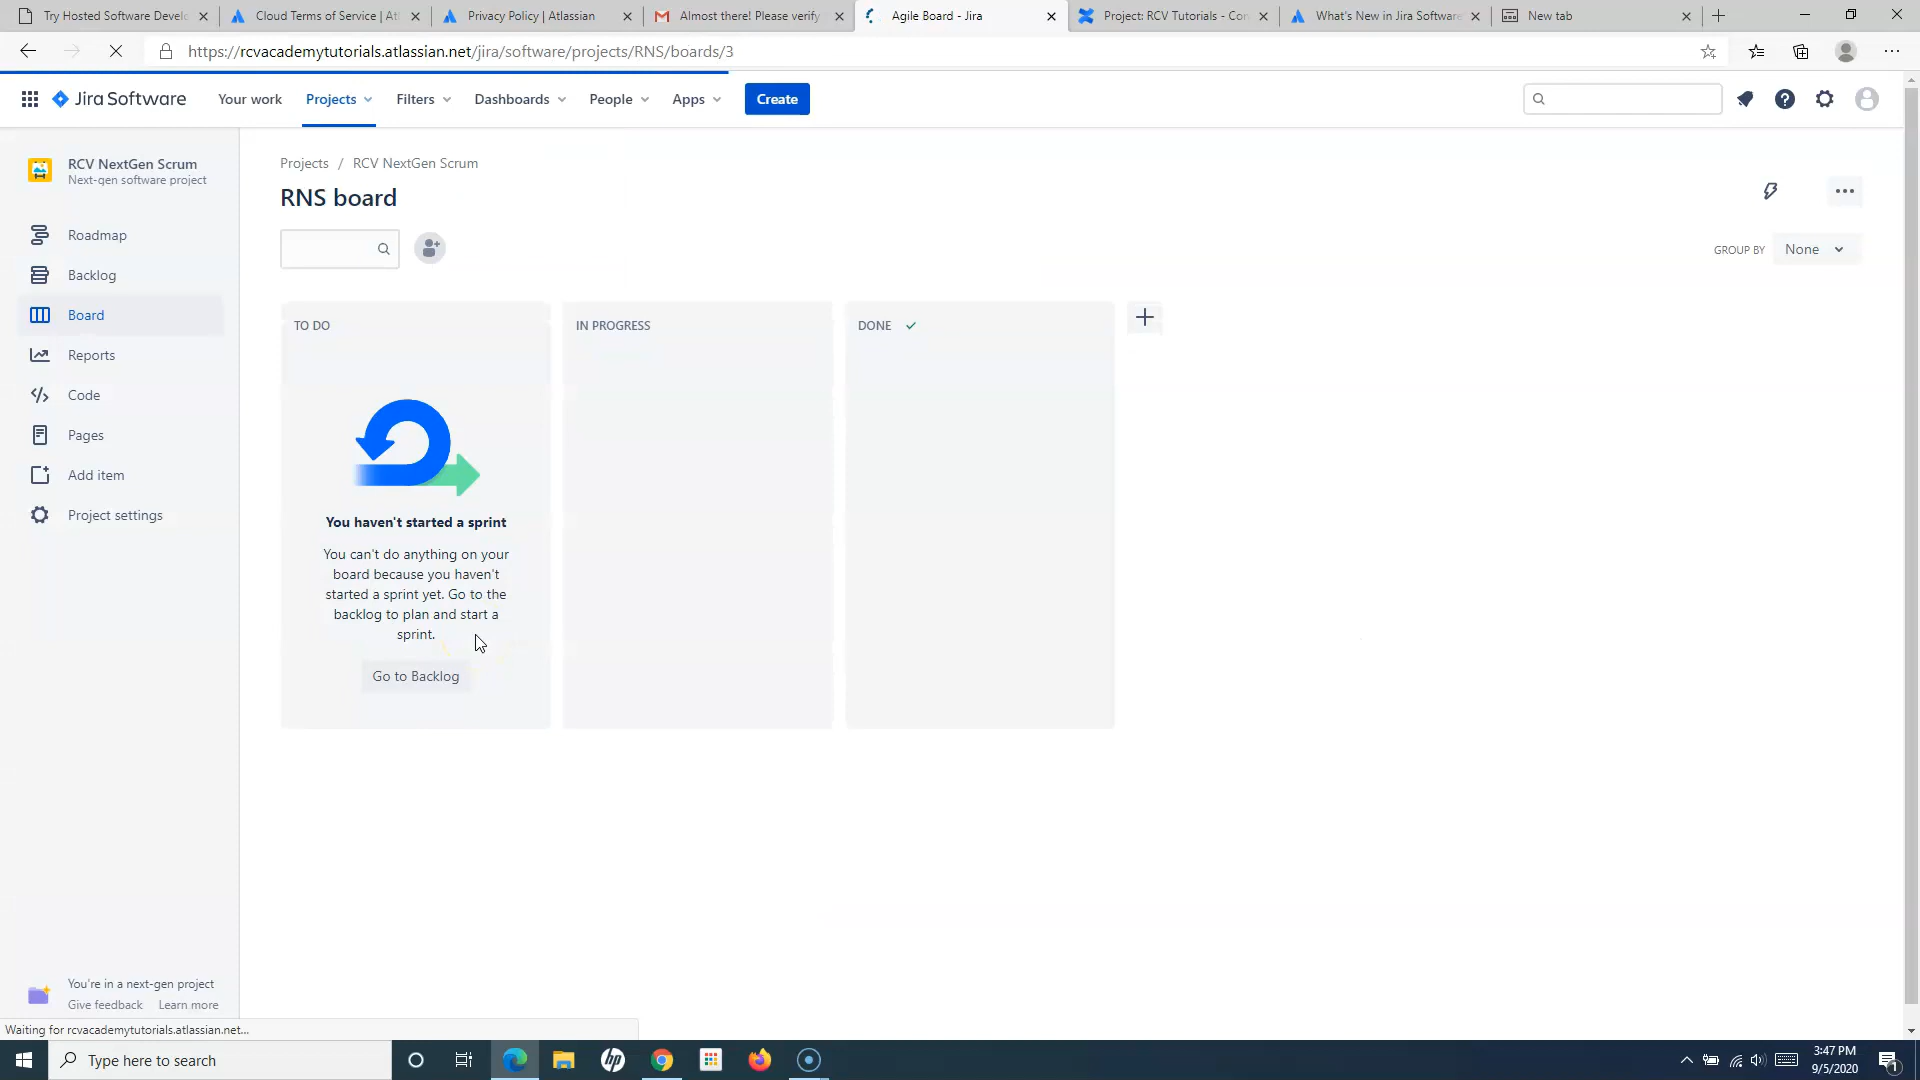 Try Hosted Software Devel
Cloud Terms of Service | Atl
Privacy Policy | Atlassian
Almost there! Please verify
Agile Board - Jira
Project: RCV Tutorials - Con
What's New in Jira Software
New tab
https://rcvacademytutorials.atlassian.net/jira/software/projects/RNS/boards/3
Jira Software
Your work
Projects
Filters
Dashboards
People
Apps
Create
RCV NextGen Scrum
Next-gen software project
Roadmap
Backlog
Board
Reports
Code
Pages
Add item
Project settings
Projects / RCV NextGen Scrum
RNS board
GROUP BY None
TO DO
IN PROGRESS
DONE
You haven't started a sprint
You can't do anything on your
board because you haven't
started a sprint yet. Go to the
backlog to plan and start a
sprint.
Go to Backlog
You're in a next-gen project
Give feedback Learn more
Waiting for rcvacademytutorials.atlassian.net...
Type here to search
hp
3:47 PM
9/5/2020
1